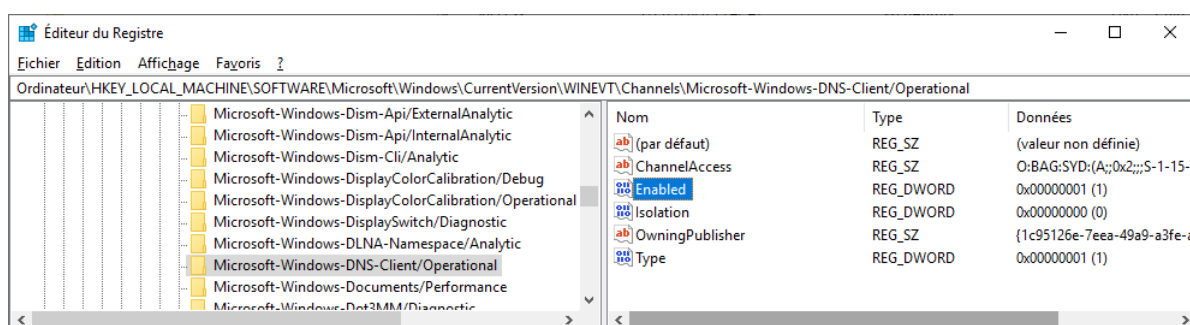 Éditeur du Registre
Fichier Edition Affichage Favoris ?
Ordinateur\HKEY_LOCAL_MACHINE\SOFTWARE\Microsoft\Windows\CurrentVersion\WINEVT\Channels\Microsoft-Windows-DNS-Client/Operational
Microsoft-Windows-Dism-Api/ExternalAnalytic
Microsoft-Windows-Dism-Api/InternalAnalytic
Microsoft-Windows-Dism-Cli/Analytic
Microsoft-Windows-DisplayColorCalibration/Debug
Microsoft-Windows-DisplayColorCalibration/Operational
Microsoft-Windows-DisplaySwitch/Diagnostic
Microsoft-Windows-DLNA-Namespace/Analytic
Microsoft-Windows-DNS-Client/Operational
Microsoft-Windows-Documents/Performance
Microsoft-Windows-Dot3MM/Diagnostic
Nom Type Données
(par défaut) REG_SZ (valeur non définie)
ChannelAccess REG_SZ O:BAG:SYD:(A;;0x2;;;S-1-15-
Enabled REG_DWORD 0x00000001 (1)
Isolation REG_DWORD 0x00000000 (0)
OwningPublisher REG_SZ {1c95126e-7eea-49a9-a3fe-a
Type REG_DWORD 0x00000001 (1)